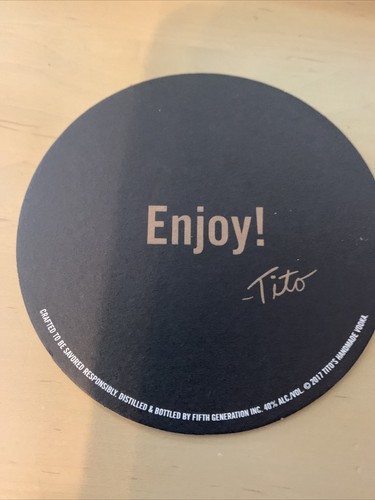 Enjoy!
-Tito
CRAFTED TO BE SAVORED RESPONSIBLY. DISTILLED & BOTTLED BY FIFTH GENERATION INC. 40% ALC./VOL. © 2017 TITO'S HANDMADE VODKA.